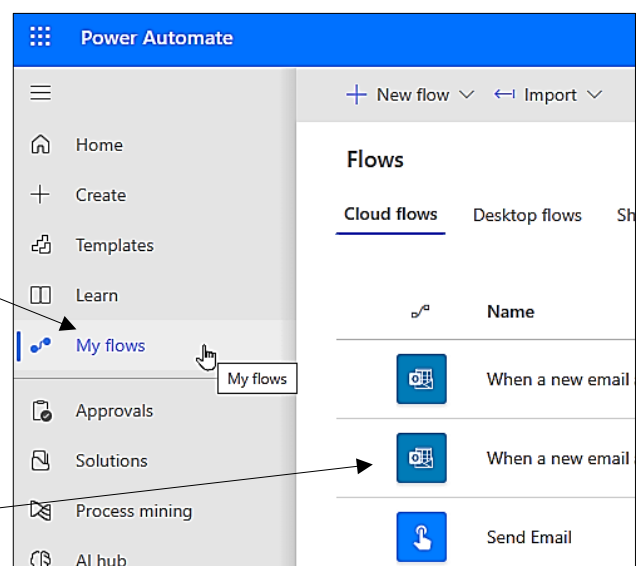 Power Automate
New flow
Import
Home
Create
Templates
Learn
My flows
My flows
Approvals
Solutions
Process mining
AI hub
Flows
Cloud flows
Desktop flows
Sh
Name
When a new email
When a new email
Send Email